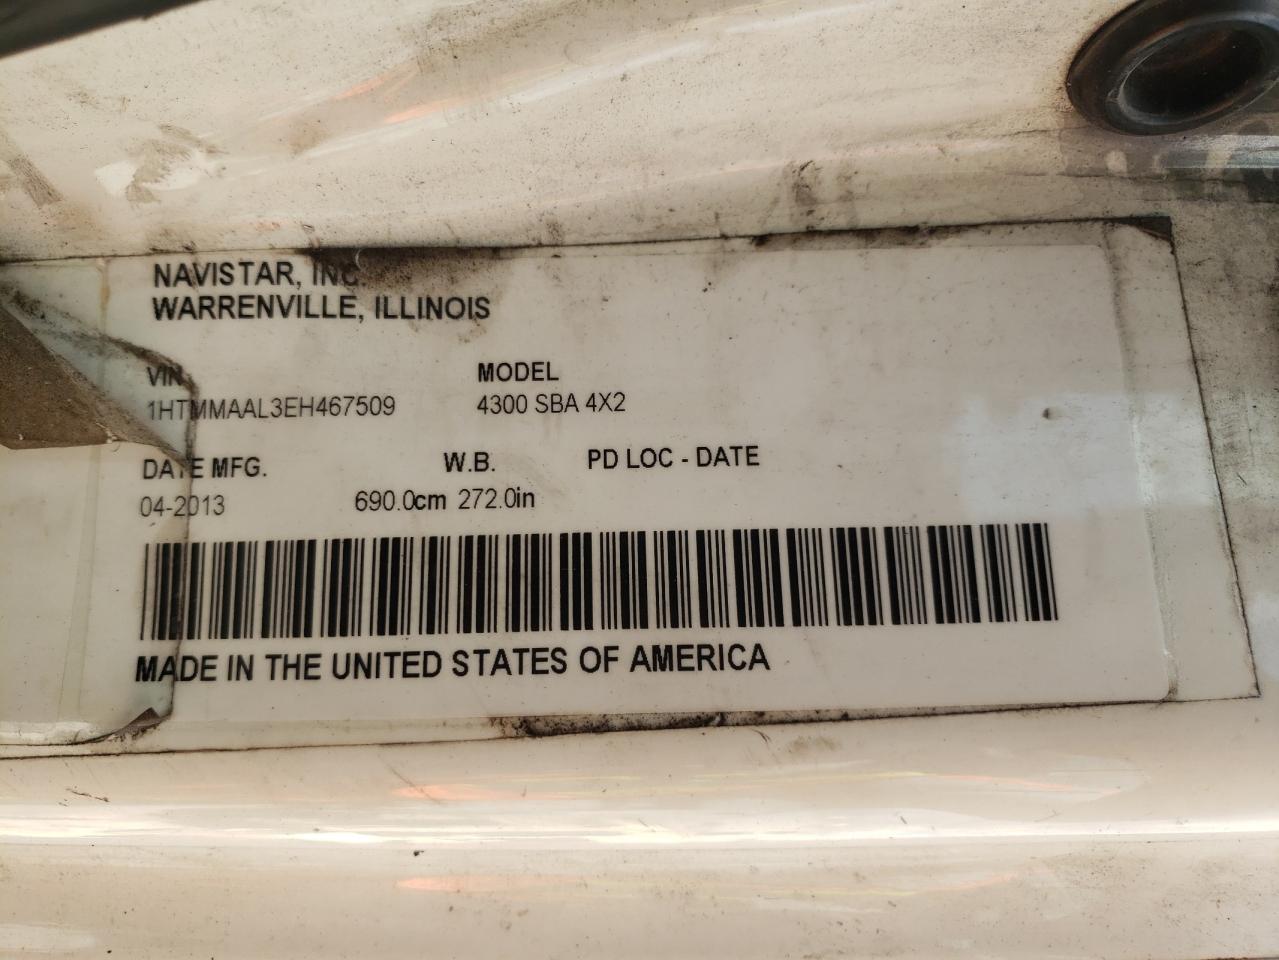 NAVISTAR, INC.
WARRENVILLE, ILLINOIS
VIN MODEL
1HTMMAAL3EH467509 4300 SBA 4X2
DATE MFG. W.B. PD LOC - DATE
04-2013 690.0cm 272.0in
MADE IN THE UNITED STATES OF AMERICA